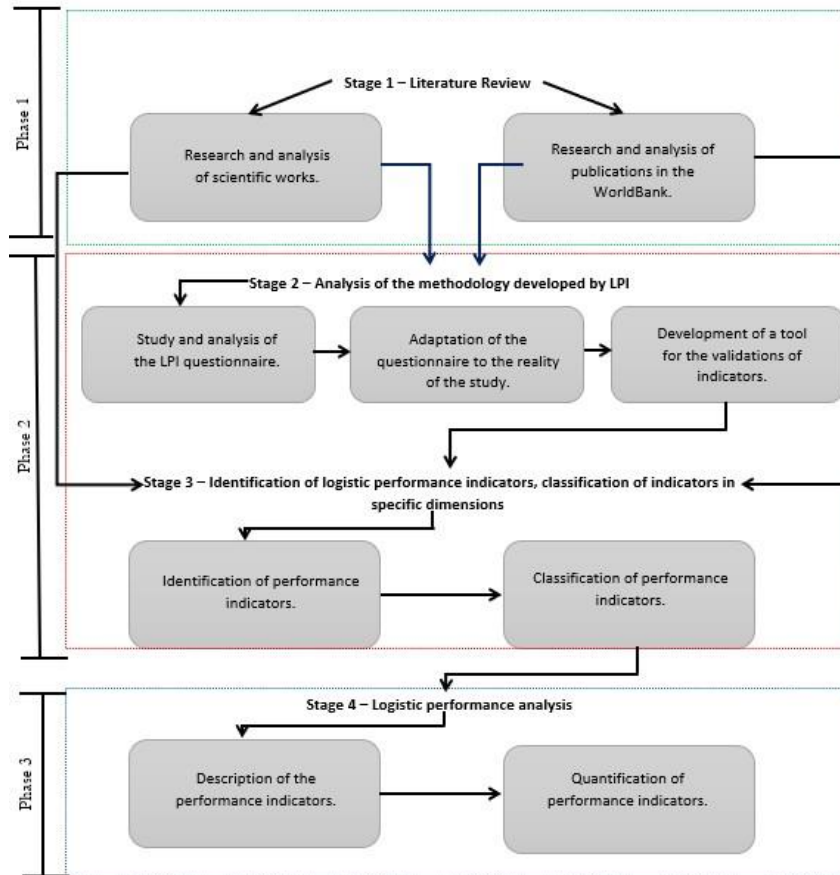 Phase 1
Stage 1 – Literature Review
Research and analysis
of scientific works.
Research and analysis of
publications in the
WorldBank.
Phase 2
Stage 2 – Analysis of the methodology developed by LPI
Study and analysis of
the LPI questionnaire.
Adaptation of the
questionnaire to the reality
of the study.
Development of a tool
for the validations of
indicators.
Stage 3 – Identification of logistic performance indicators, classification of indicators in
specific dimensions
Identification of performance
indicators.
Classification of performance
indicators.
Phase 3
Stage 4 – Logistic performance analysis
Description of the
performance indicators.
Quantification of
performance indicators.